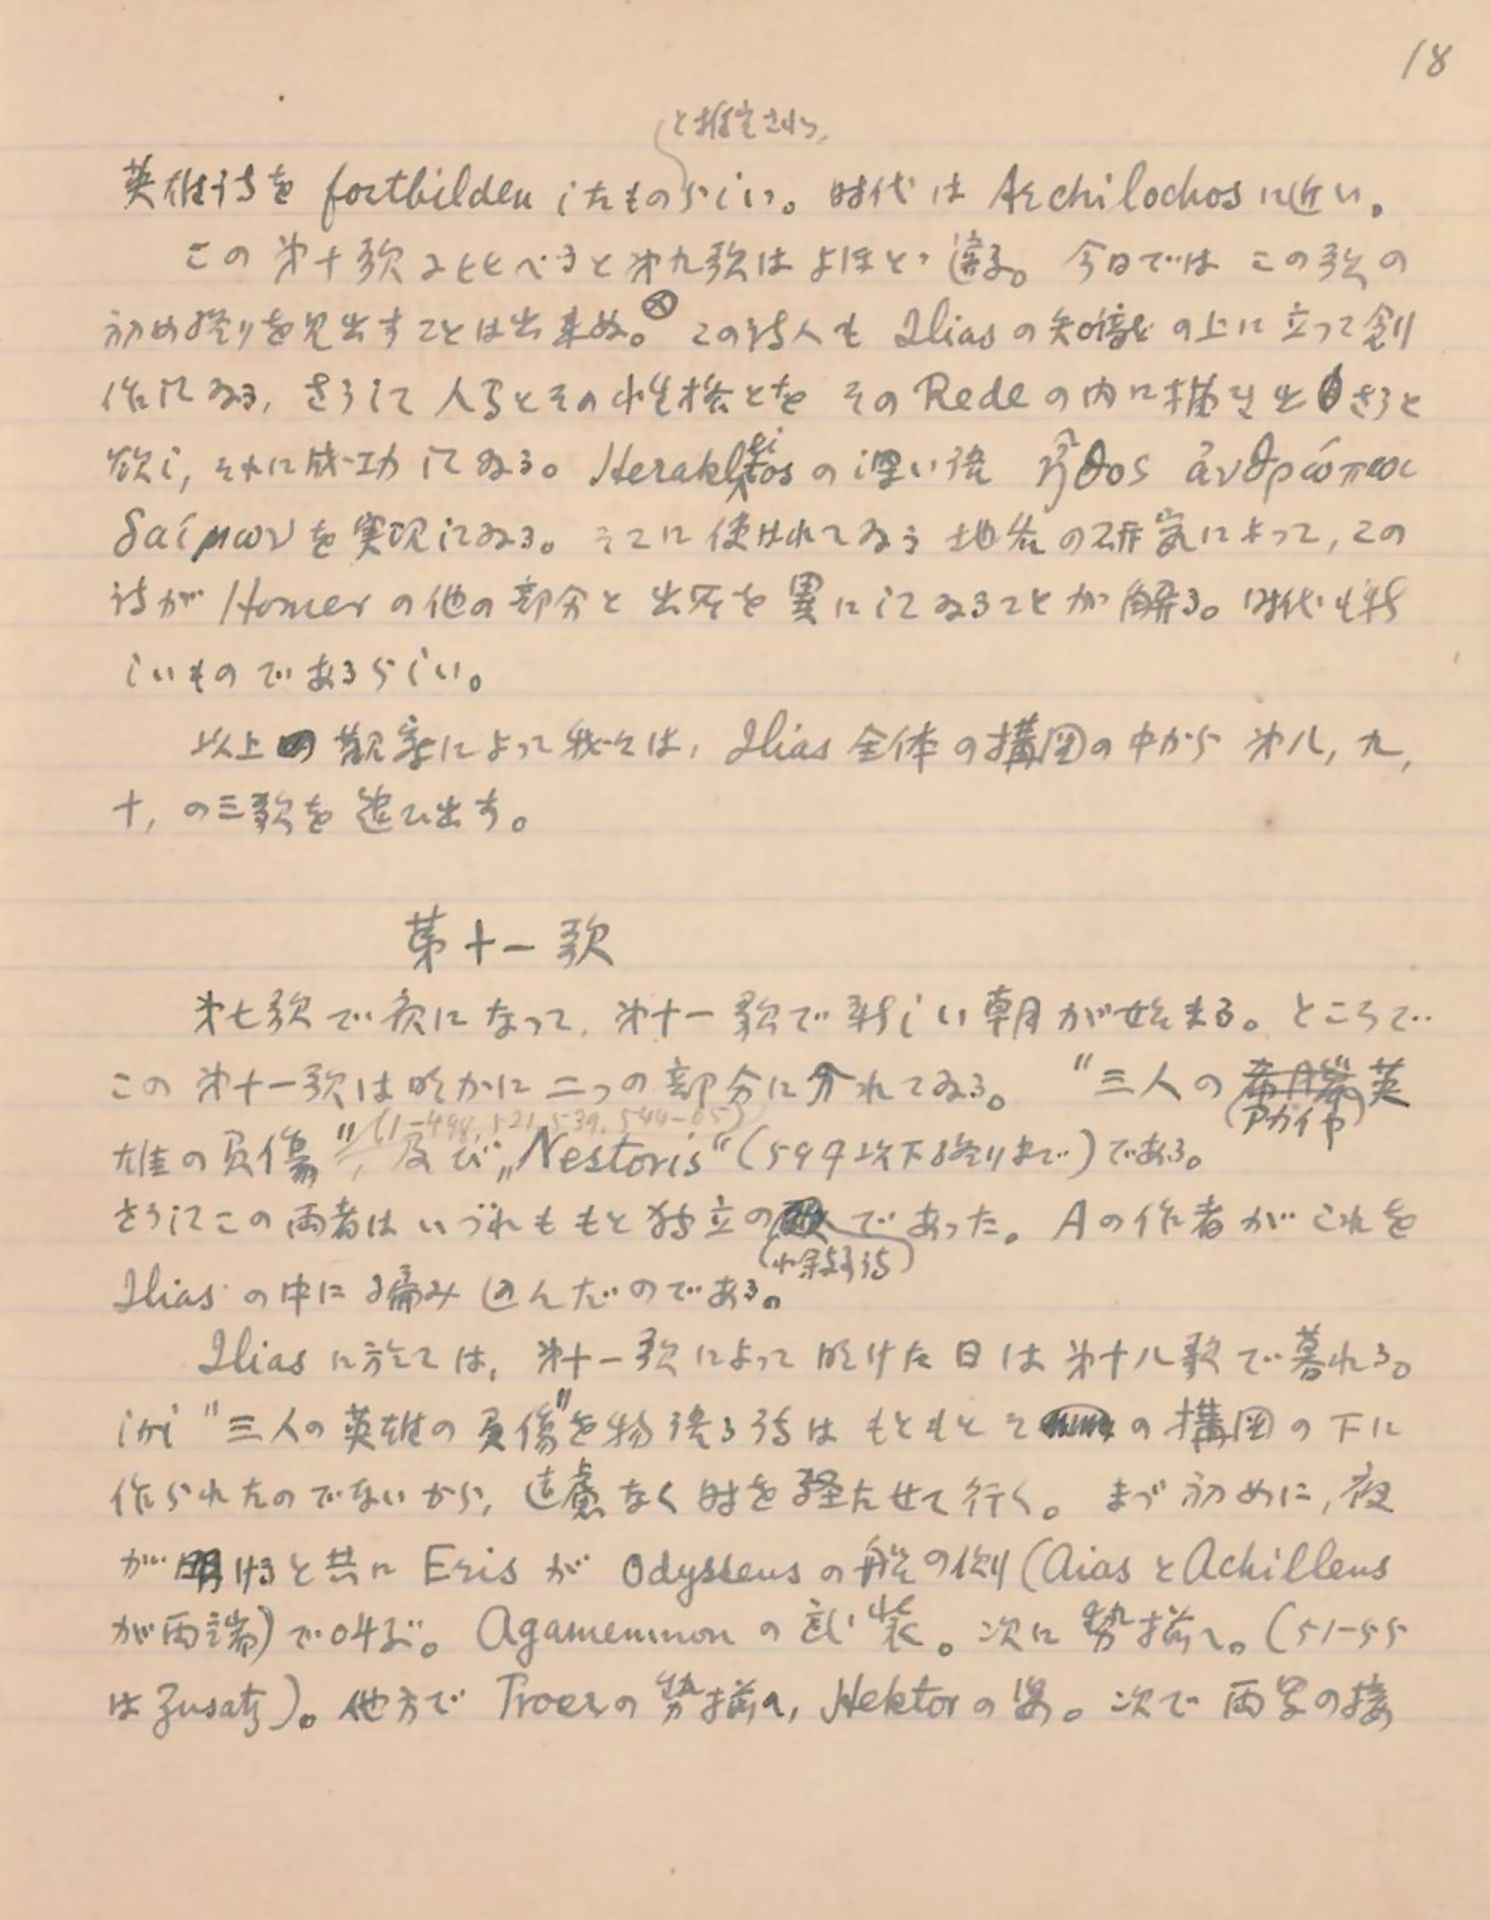 18
と推定され、
英雄詩を fortbilden したものらしい。時代は Archilochos に近い。
この第十歌に比べると第九歌はよほど違ふ。今日では この歌の
初め終りを見出すことは出来ぬ。⊗この詩人も Ilias の知識の上に立って創
作してゐる, さうして 人 とその性格とを その Rede の内に描き出さうと
欲し, それに成功してゐる。Herakleitos の深い語 ἦθος ἀνθρώπωι
δαίμων を実現してゐる。そこに使はれてゐる地名の研究によって, この
詩が Homer の他の部分と出所を異にしてゐることが解る。時代も新
しいものであるらしい。
以上の観察によって我々は, Ilias 全体の構図の中から 第八, 九,
十, の三歌を追ひ出す。
第十一歌
第七歌で夜になって, 第十一歌で新しい朝が始まる。ところで
この第十一歌は明かに二つの部分に分れてゐる。 "三人の 英
(アカイヤ)
(1–498, 521–539, 544–65)
雄の負傷", 及び „Nestoris" (599 以下終りまで) である。
さうしてこの両者はいづれももと独立の であった。 Aの作者がこれを
(小叙事詩)
Ilias の中に編み込んだのである。
Ilias に於ては, 第十一歌によって明けた日は第十八歌で暮れる。
併し "三人の英雄の負傷"を物語る詩はもともとそ の構図の下に
作られたのでないから, 遠慮なく時を経たせて行く。 まづ初めに, 夜
が明けると共に Eris が Odysseus の船の側 (Aias と Achilleus
が両端) で叫ぶ。 Agamemnon の武装。次に勢揃へ。(51–55
は Zusatz)。他方で Troer の勢揃へ, Hektor の姿。次で両軍の接